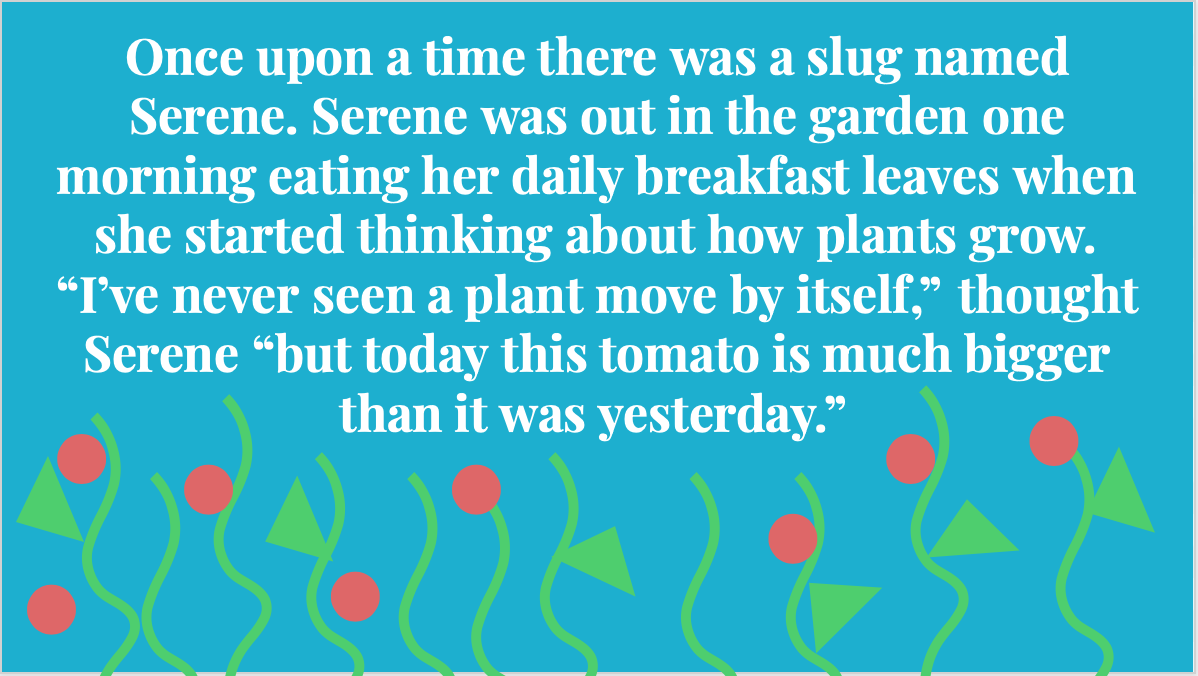 Once upon a time there was a slug named
Serene. Serene was out in the garden one
morning eating her daily breakfast leaves when
she started thinking about how plants grow.
“I’ve never seen a plant move by itself,” thought
Serene “but today this tomato is much bigger
than it was yesterday.”